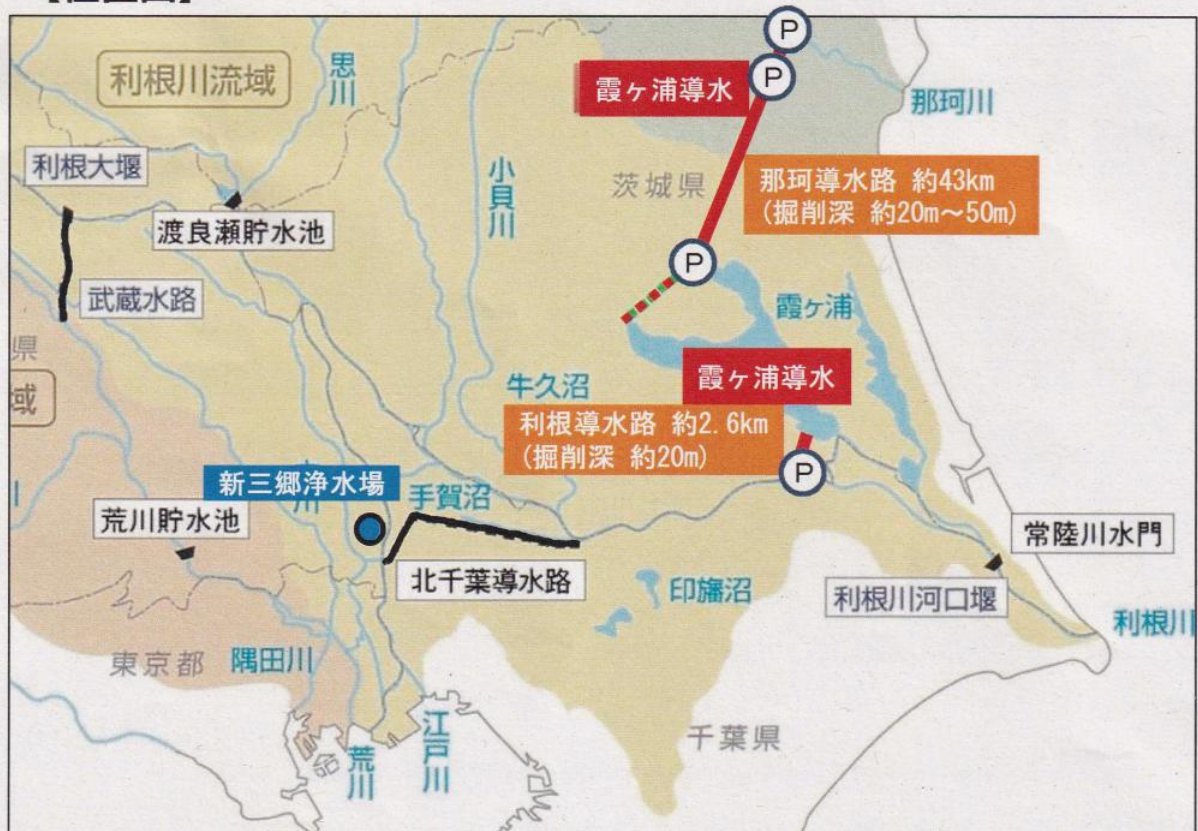 利根川流域
思川
霞ヶ浦導水
P
P
那珂川
利根大堰
小貝川
茨城県
那珂導水路 約43km
(掘削深 約20m～50m)
渡良瀬貯水池
P
武蔵水路
霞ヶ浦
県
域
牛久沼
霞ヶ浦導水
利根導水路 約2.6km
(掘削深 約20m)
P
新三郷浄水場
手賀沼
川
川
荒川貯水池
常陸川水門
北千葉導水路
印旛沼
利根川河口堰
利根川
東京都
隅田川
江戸川
荒川
千葉県